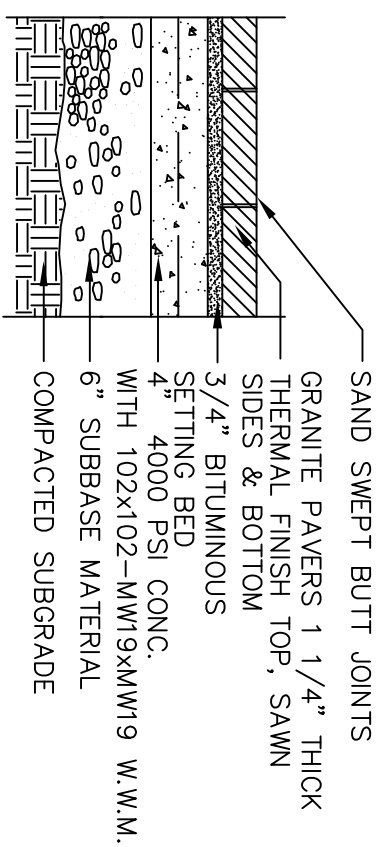 SAND SWEPT BUTT JOINTS
GRANITE PAVERS 1 1/4" THICK
THERMAL FINISH TOP, SAWN
SIDES & BOTTOM
3/4" BITUMINOUS
SETTING BED
4" 4000 PSI CONC.
WITH 102x102-MW19xMW19 W.W.M.
6" SUBBASE MATERIAL
COMPACTED SUBGRADE